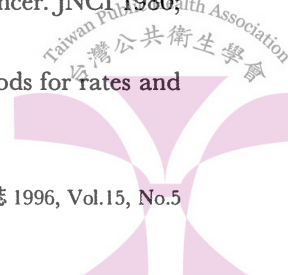 ncer. JNCI 1980;
Taiwan Public Health Association
台灣公共衛生學會
ods for rates and
誌 1996, Vol.15, No.5